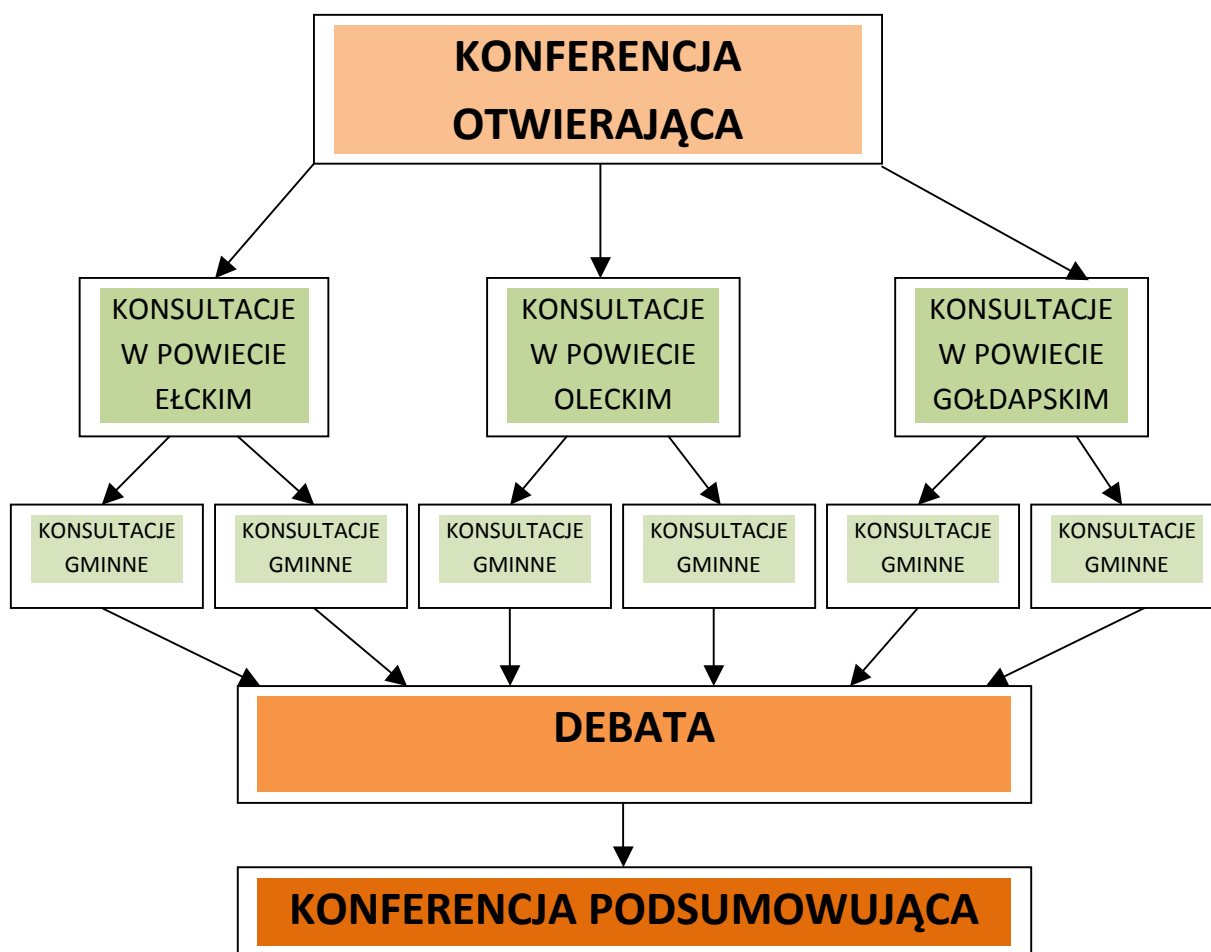 KONFERENCJA
OTWIERAJĄCA
KONSULTACJE
W POWIECIE
EŁCKIM
KONSULTACJE
W POWIECIE
OLECKIM
KONSULTACJE
W POWIECIE
GOŁDAPSKIM
KONSULTACJE
GMINNE
KONSULTACJE
GMINNE
KONSULTACJE
GMINNE
KONSULTACJE
GMINNE
KONSULTACJE
GMINNE
KONSULTACJE
GMINNE
DEBATA
KONFERENCJA PODSUMOWUJĄCA